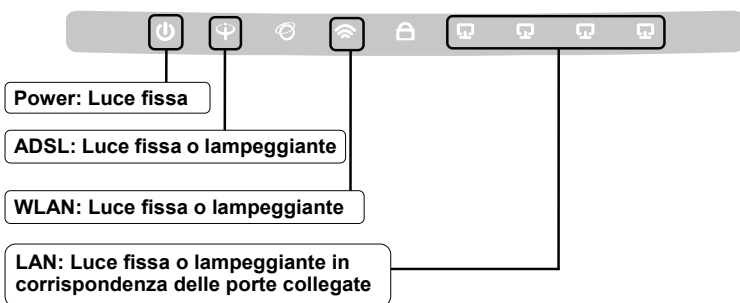 Power: Luce fissa
ADSL: Luce fissa o lampeggiante
WLAN: Luce fissa o lampeggiante
LAN: Luce fissa o lampeggiante in
corrispondenza delle porte collegate